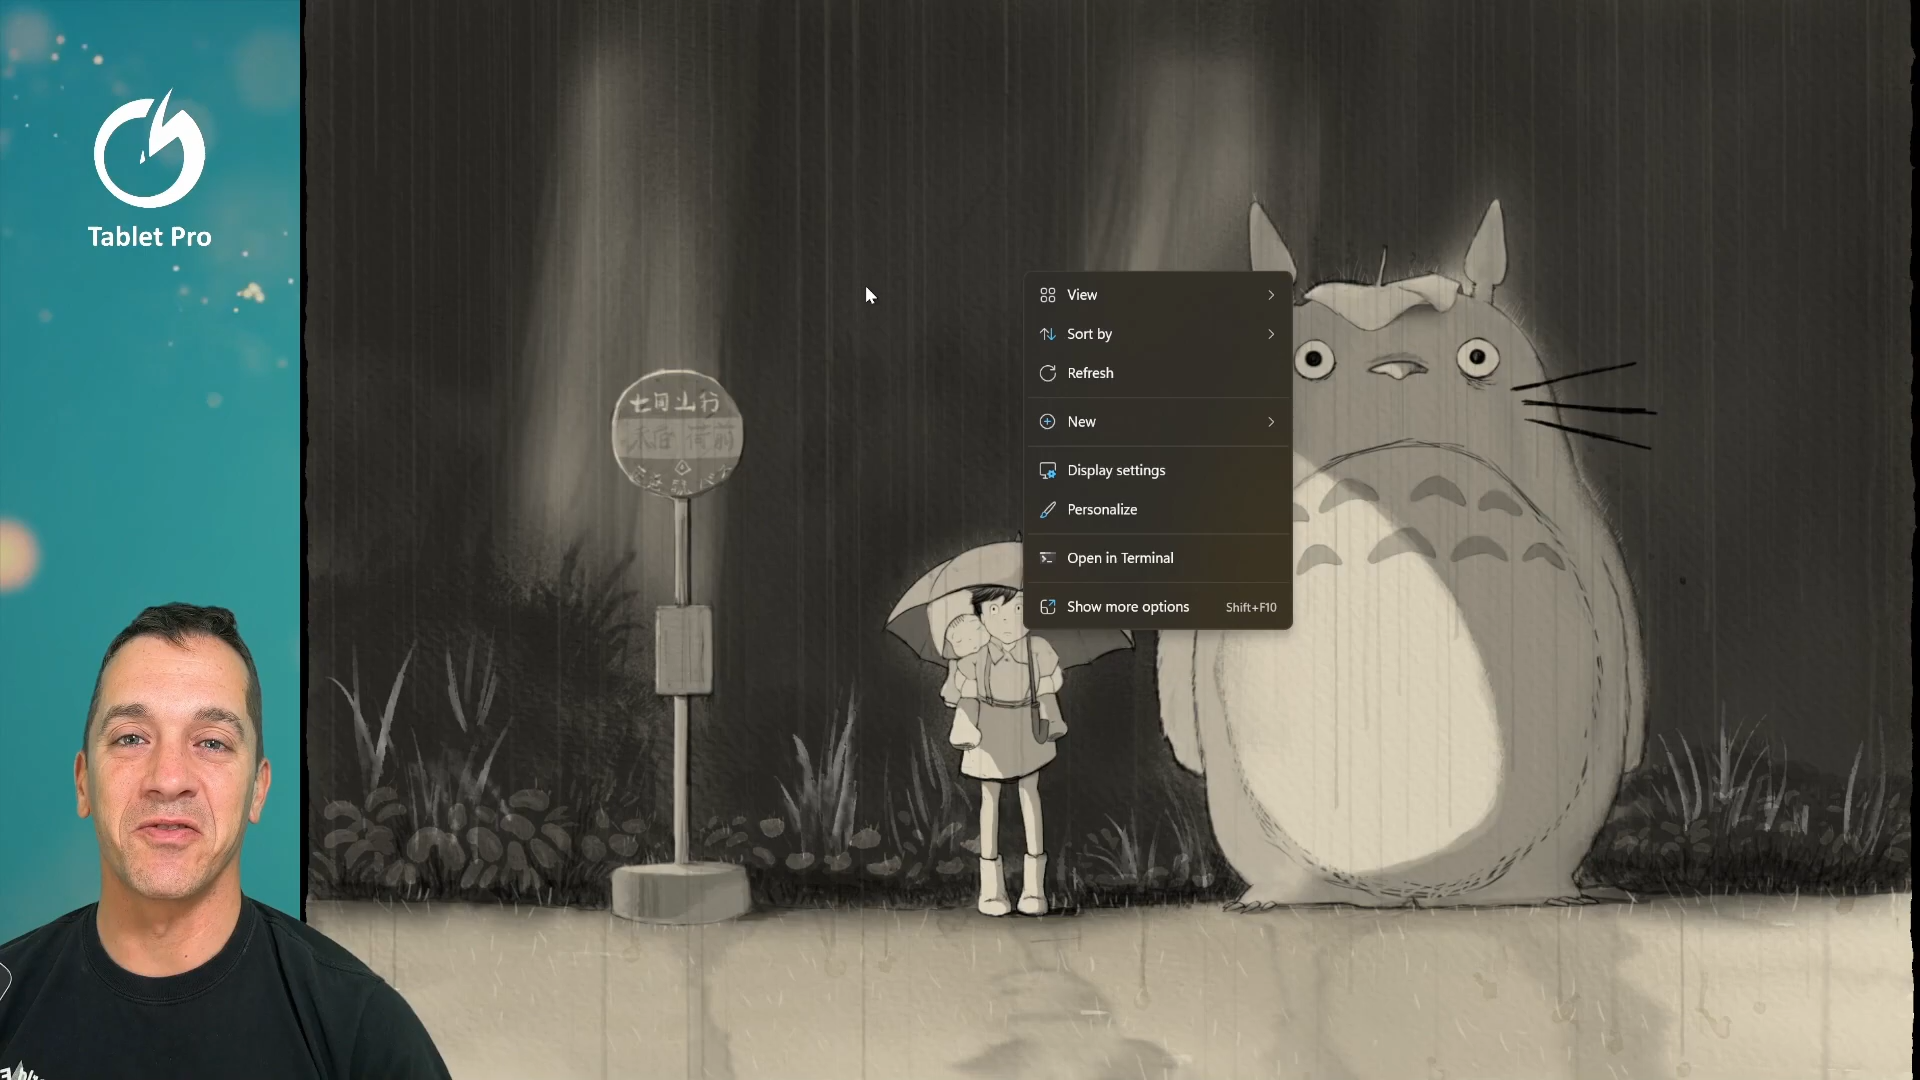 Tablet Pro
View
Sort by
Refresh
New
Display settings
Personalize
Open in Terminal
Show more options Shift+F10